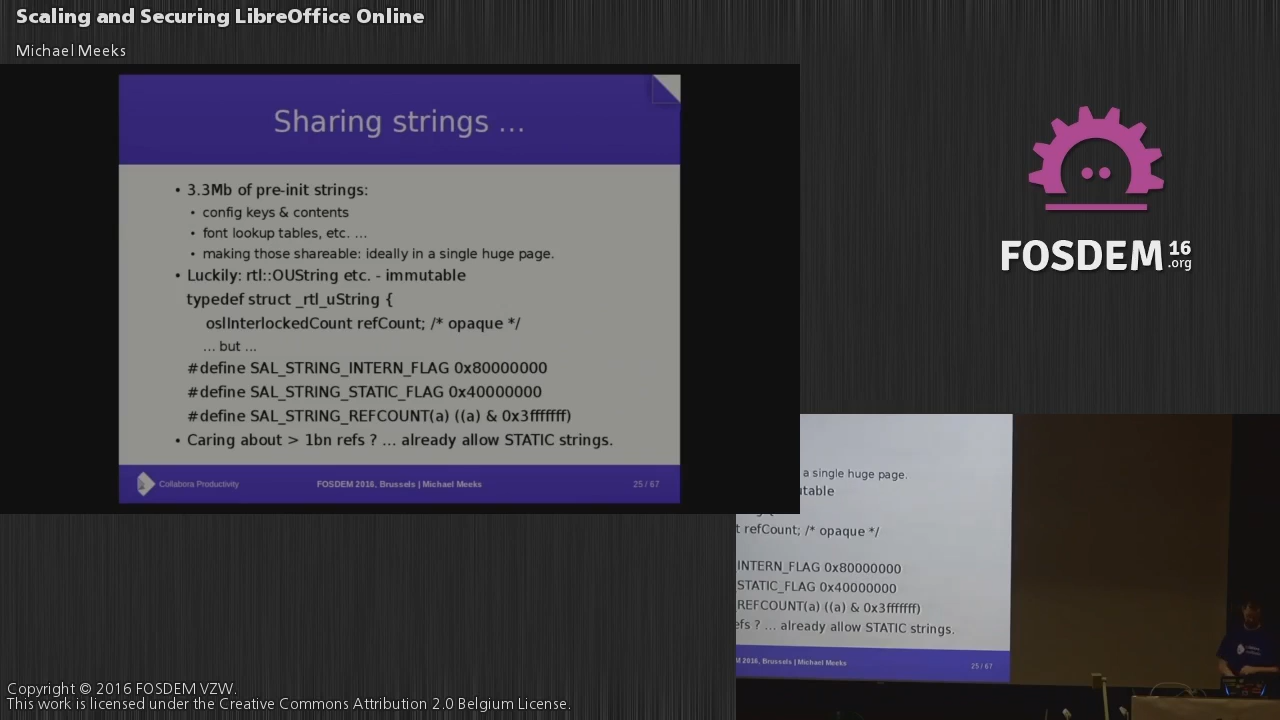 Scaling and Securing LibreOffice Online
Michael Meeks
Sharing strings ...
• 3.3Mb of pre-init strings:
• config keys & contents
• font lookup tables, etc. ...
• making those shareable: ideally in a single huge page.
• Luckily: rtl::OUString etc. - immutable
typedef struct _rtl_uString {
oslInterlockedCount refCount; /* opaque */
... but ...
#define SAL_STRING_INTERN_FLAG 0x80000000
#define SAL_STRING_STATIC_FLAG 0x40000000
#define SAL_STRING_REFCOUNT(a) ((a) & 0x3fffffff)
• Caring about > 1bn refs ? ... already allow STATIC strings.
Collabora Productivity
FOSDEM 2016, Brussels | Michael Meeks
25 / 67
FOSDEM 16 .org
a single huge page.
utable
t refCount; /* opaque */
INTERN_FLAG 0x80000000
STATIC_FLAG 0x40000000
REFCOUNT(a) ((a) & 0x3fffffff)
efs ? ... already allow STATIC strings.
M 2016, Brussels | Michael Meeks
25 / 67
Copyright © 2016 FOSDEM VZW.
This work is licensed under the Creative Commons Attribution 2.0 Belgium License.